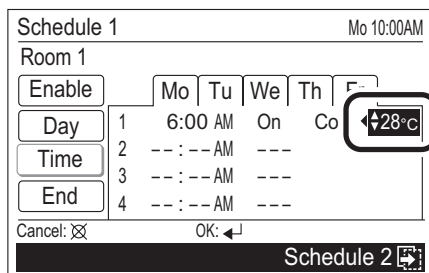 Schedule 1 Mo 10:00AM
Room 1
Enable Mo Tu We Th
Day 1 6:00 AM On Co 28°C
Time 2 --:--AM ---
3 --:--AM ---
End 4 --:--AM ---
Cancel: OK:
Schedule 2